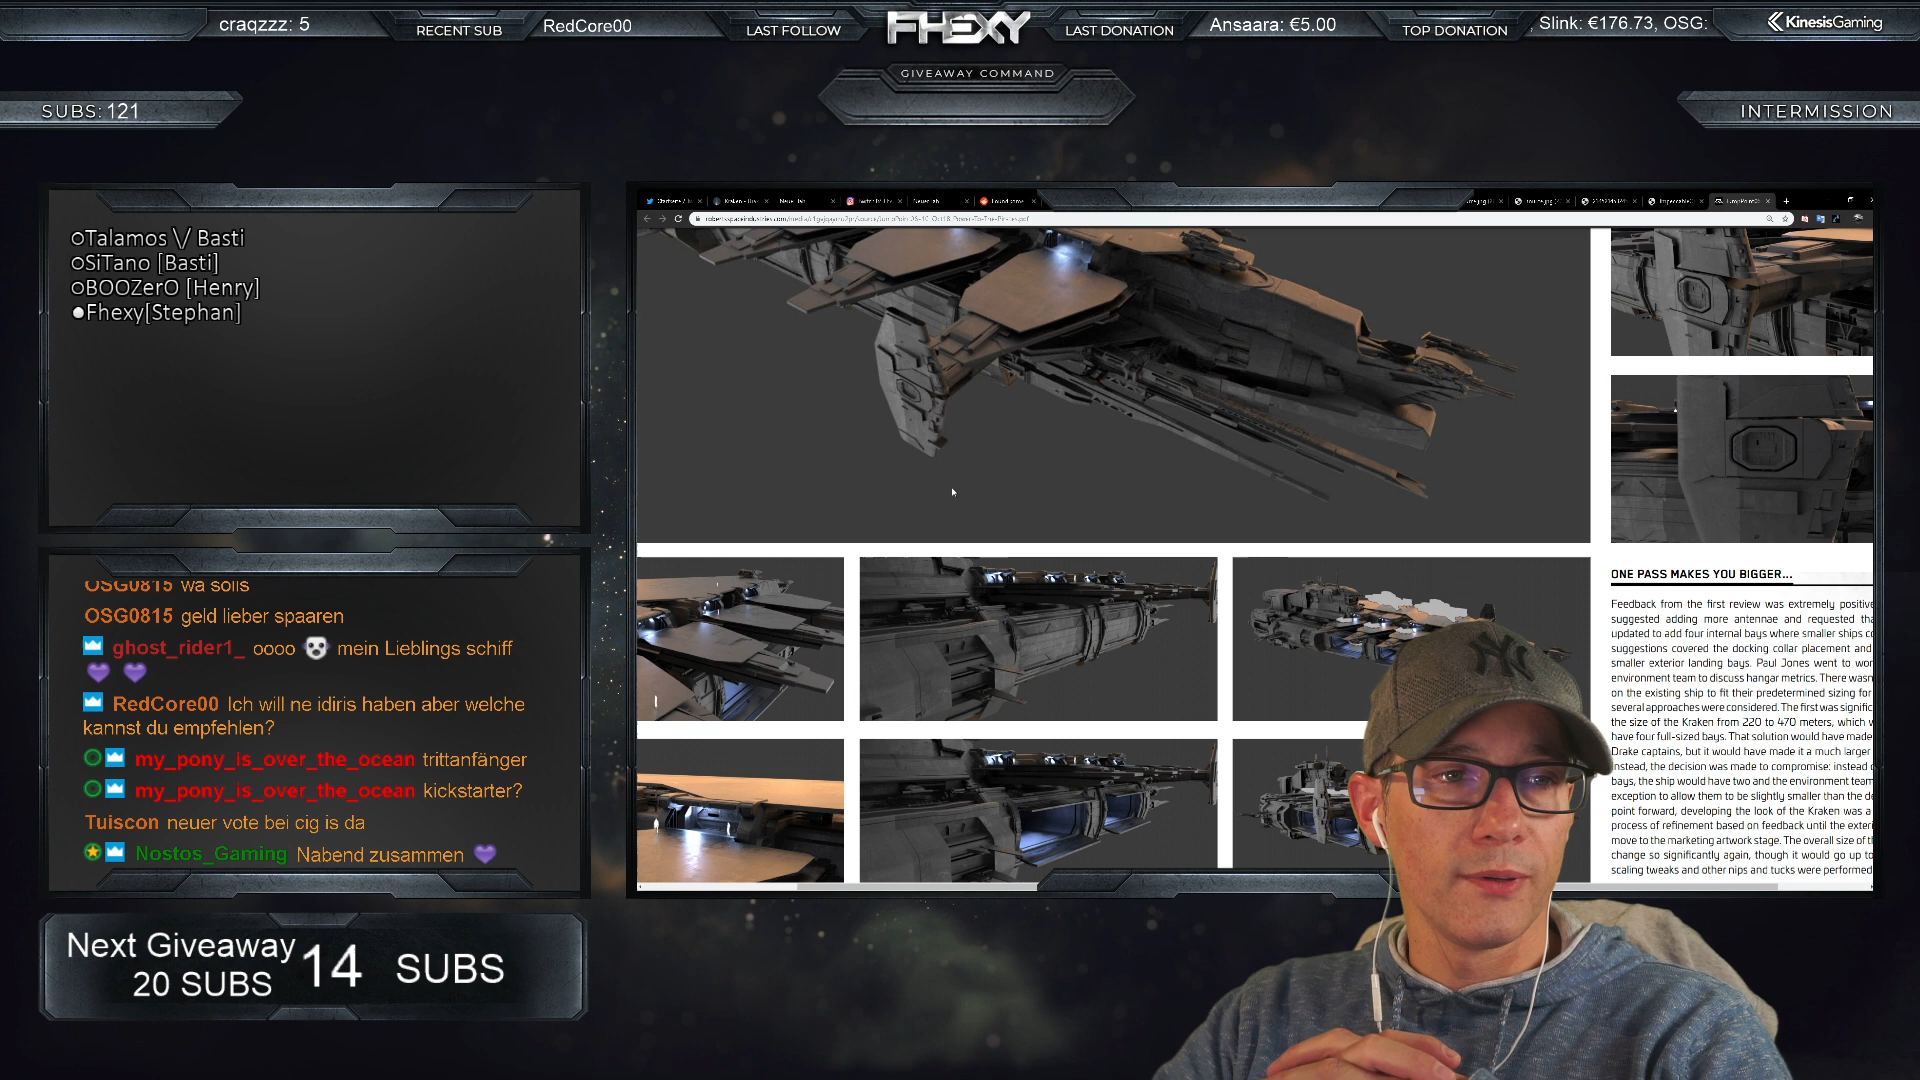 craqzzz: 5
RECENT SUB
RedCore00
LAST FOLLOW
FHEXY
LAST DONATION
Ansaara: €5.00
TOP DONATION
Slink: €176.73, OSG:
KinesisGaming
GIVEAWAY COMMAND
SUBS: 121
INTERMISSION
Talamos \/ Basti
SiTano [Basti]
BOOZerO [Henry]
Fhexy[Stephan]
OSG0815 wa solls
OSG0815 geld lieber spaaren
ghost_rider1_ oooo mein Lieblings schiff
RedCore00 Ich will ne idiris haben aber welche
kannst du empfehlen?
my_pony_is_over_the_ocean trittanfänger
my_pony_is_over_the_ocean kickstarter?
Tuiscon neuer vote bei cig is da
Nostos_Gaming Nabend zusammen
Next Giveaway
20 SUBS
14 SUBS
ONE PASS MAKES YOU BIGGER...
Feedback from the first review was extremely positive
suggested adding more antennae and requested
updated to add four internal bays where smaller ships
suggestions covered the docking collar placement and
smaller exterior landing bays. Paul Jones went to
environment team to discuss hangar metrics. There
on the existing ship to fit their predetermined sizing for
several approaches were considered. The first was
the size of the Kraken from 220 to 470 meters, which
have four full-sized bays. That solution would have made
Drake captains, but it would have made it a much larger
Instead, the decision was made to compromise: instead
bays, the ship would have two and the environment team
exception to allow them to be slightly smaller than the
point forward, developing the look of the Kraken was a
process of refinement based on feedback until the
move to the marketing artwork stage. The overall size of
change so significantly again, though it would go up to
scaling tweaks and other nips and tucks were performed